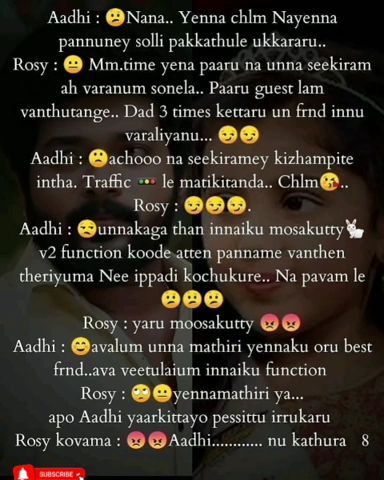 Aadhi : 🤥Nana.. Yenna chlm Nayenna
pannuney solli pakkathule ukkararu..
Rosy : 😐 Mm.time yena paaru na unna seekiram
ah varanum sonela.. Paaru guest lam
vanthutange.. Dad 3 times kettaru un frnd innu
varaliyanu... 😏😏
Aadhi : 🙁achooo na seekiramey kizhampite
intha. Traffic 🚥 le matikitanda.. Chlm😘..
Rosy : 😏😏😏.
Aadhi : 😒unnakaga than innaiku mosakutty🐇
v2 function koode atten panname vanthen
theriyuma Nee ippadi kochukure.. Na pavam le
😕😕😕
Rosy : yaru moosakutty 😡😡
Aadhi : 😊avalum unna mathiri yennaku oru best
frnd..ava veetulaium innaiku function
Rosy : 🙄😐yennamathiri ya...
apo Aadhi yaarkittayo pessittu irrukaru
Rosy kovama : 😡😡Aadhi............ nu kathura 8
SUBSCRIBE